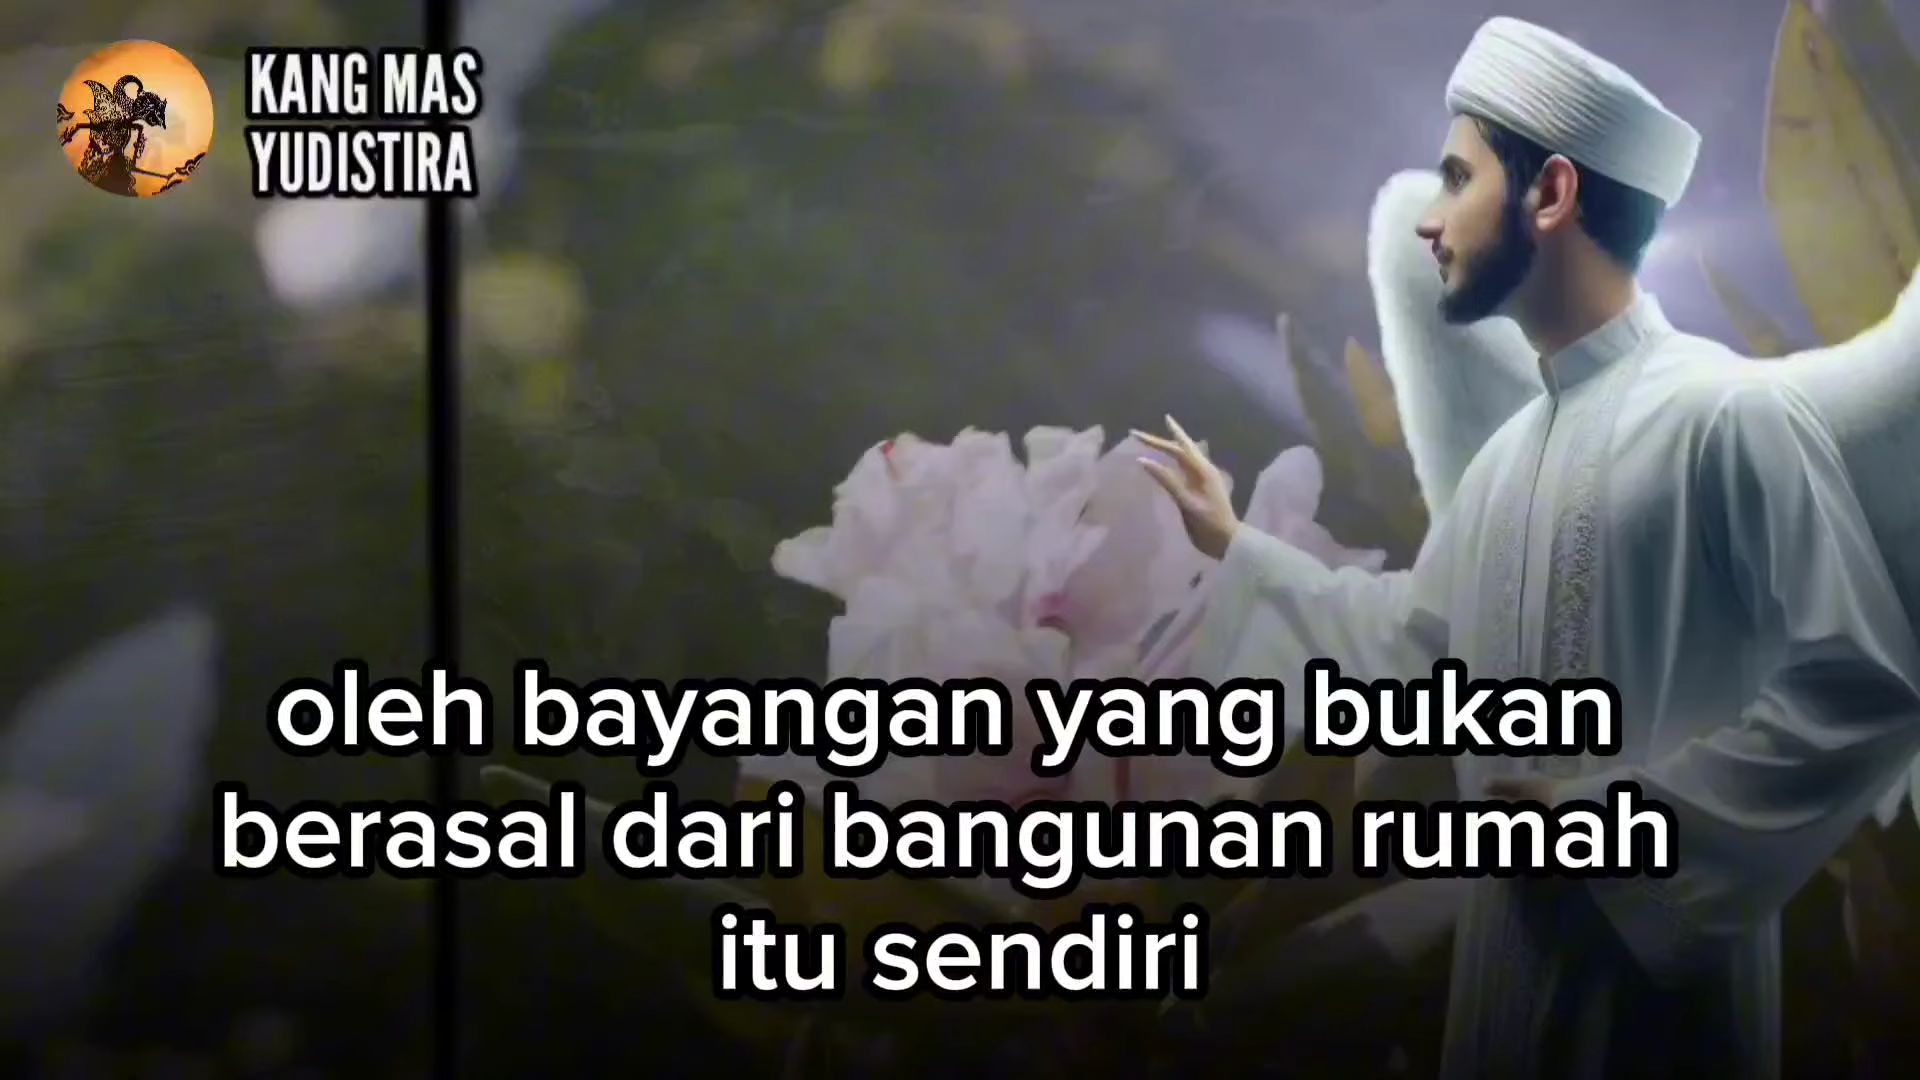 KANG MAS
YUDISTIRA
oleh bayangan yang bukan
berasal dari bangunan rumah
itu sendiri